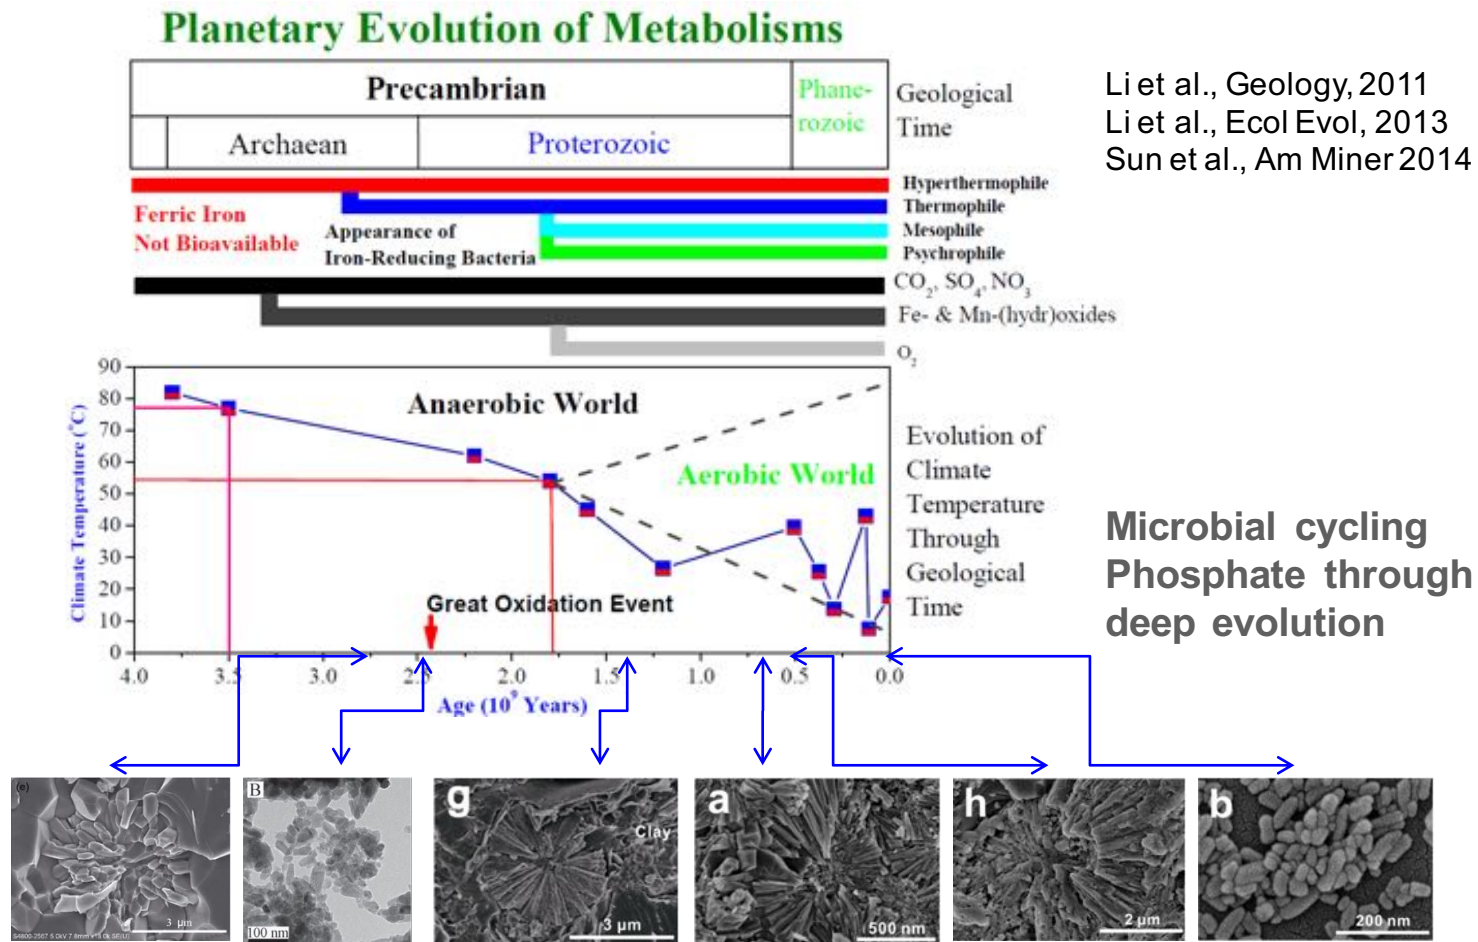 Planetary Evolution of Metabolisms
Precambrian
Phane-
rozoic
Geological
Time
Archaean
Proterozoic
Li et al., Geology, 2011
Li et al., Ecol Evol, 2013
Sun et al., Am Miner 2014
Hyperthermophile
Thermophile
Mesophile
Psychrophile
Ferric Iron
Not Bioavailable
Appearance of
Iron-Reducing Bacteria
CO₂, SO₄, NO₃
Fe- & Mn-(hydr)oxides
O₂
90
80
70
60
50
40
30
20
10
0
Climate Temperature (°C)
Anaerobic World
Aerobic World
Great Oxidation Event
Evolution of
Climate
Temperature
Through
Geological
Time
Microbial cycling
Phosphate through
deep evolution
4.0 3.5 3.0 2.5 2.0 1.5 1.0 0.5 0.0
Age (10⁹ Years)
(e)
3 μm
B
100 nm
g
Clay
3 μm
a
500 nm
h
2 μm
b
200 nm